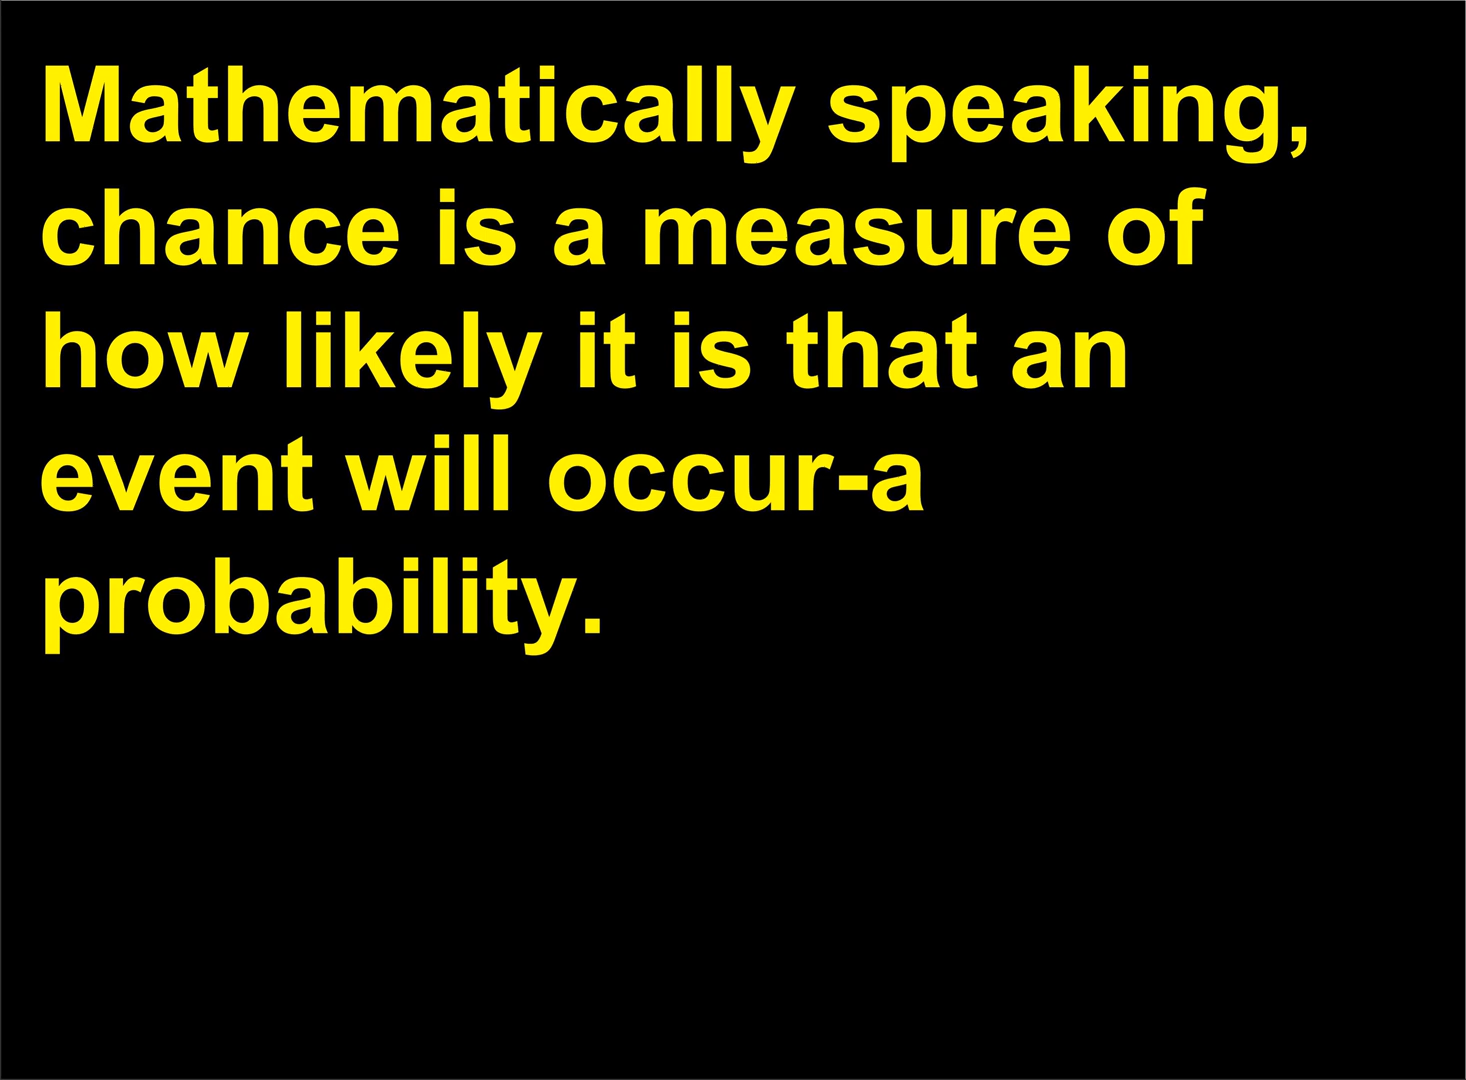 Mathematically speaking,
chance is a measure of
how likely it is that an
event will occur-a
probability.